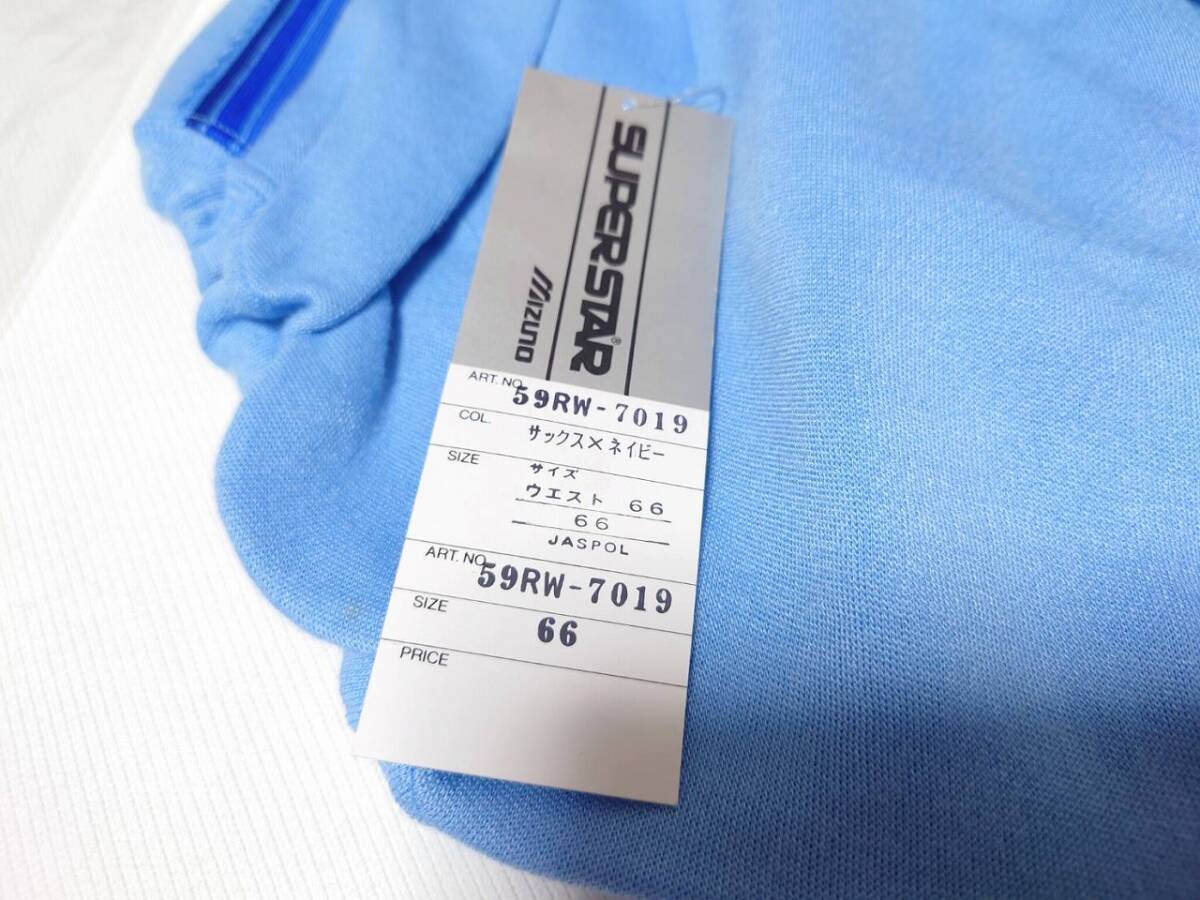 SUPERSTAR®
MIZUNO
ART. NO. 59RW-7019
COL. サックス×ネイビー
SIZE サイズ
ウエスト 66
66
JASPOL
ART. NO. 59RW-7019
SIZE 66
PRICE